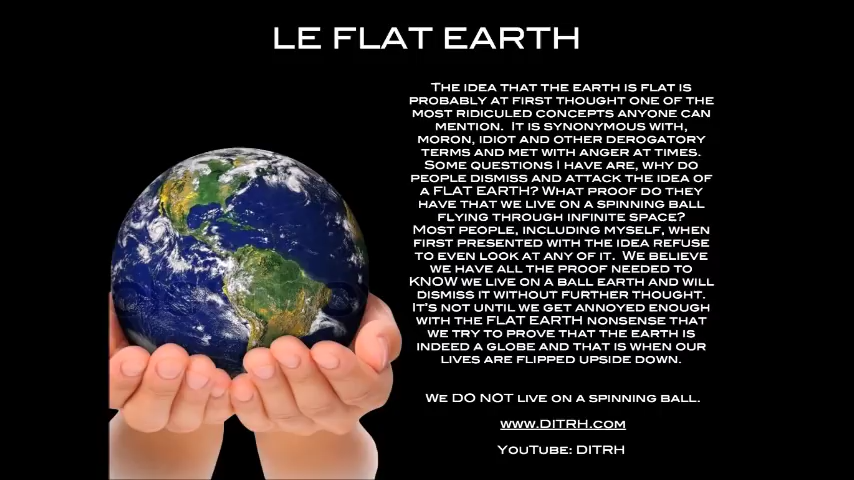 LE FLAT EARTH
The idea that the earth is flat is
probably at first thought one of the
most ridiculed concepts anyone can
mention. It is synonymous with,
moron, idiot and other derogatory
terms and met with anger at times.
Some questions I have are, why do
people dismiss and attack the idea of
a FLAT EARTH? What proof do they
have that we live on a spinning ball
flying through infinite space?
Most people, including myself, when
first presented with the idea refuse
to even look at any of it. We believe
we have all the proof needed to
KNOW we live on a ball earth and will
dismiss it without further thought.
It's not until we get annoyed enough
with the FLAT EARTH nonsense that
we try to prove that the earth is
indeed a globe and that is when our
lives are flipped upside down.
We DO NOT live on a spinning ball.
www.DITRH.com
YouTube: DITRH